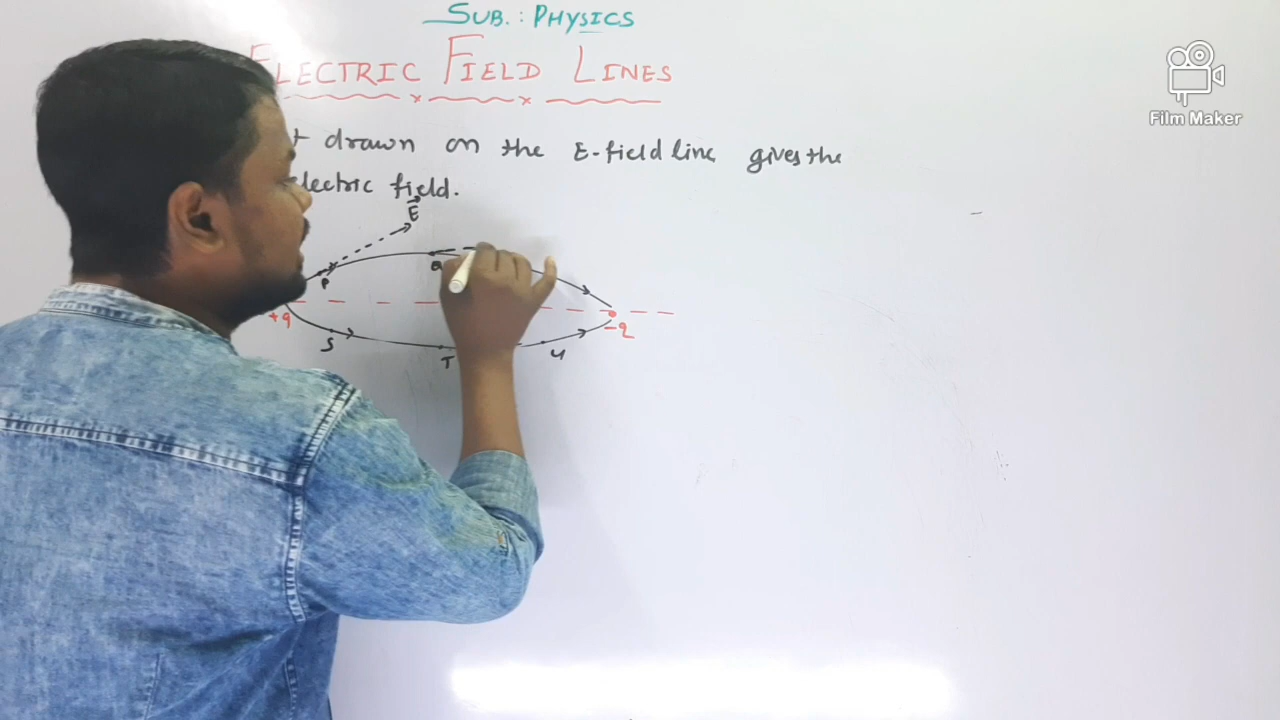 SUB. : PHYSICS
ELECTRIC FIELD LINES
drawn on the E-field line gives the
electric field.
E
P
+q
-q
S
T
U
Film Maker